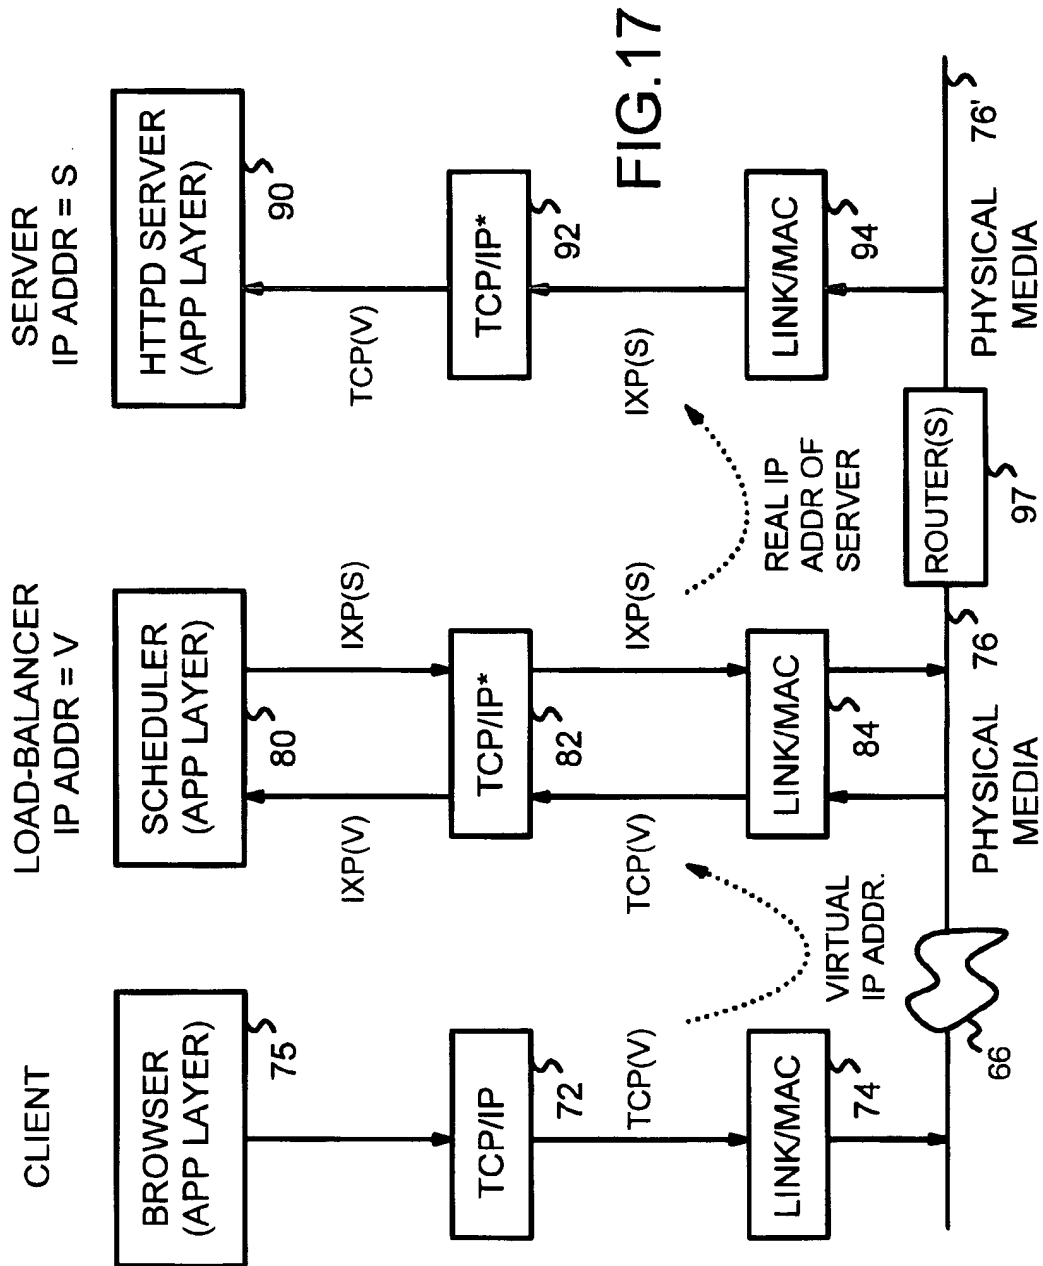 CLIENT
LOAD-BALANCER
IP ADDR = V
SERVER
IP ADDR = S
BROWSER
(APP LAYER)
75
SCHEDULER
(APP LAYER)
80
HTTPD SERVER
(APP LAYER)
90
IXP(V)
IXP(S)
TCP(V)
TCP/IP
72
TCP/IP*
82
TCP/IP*
92
TCP(V)
TCP(V)
IXP(S)
IXP(S)
VIRTUAL
IP ADDR.
REAL IP
ADDR OF
SERVER
LINK/MAC
74
LINK/MAC
84
LINK/MAC
94
66
PHYSICAL
MEDIA
76
ROUTER(S)
97
PHYSICAL
MEDIA
76'
FIG.17